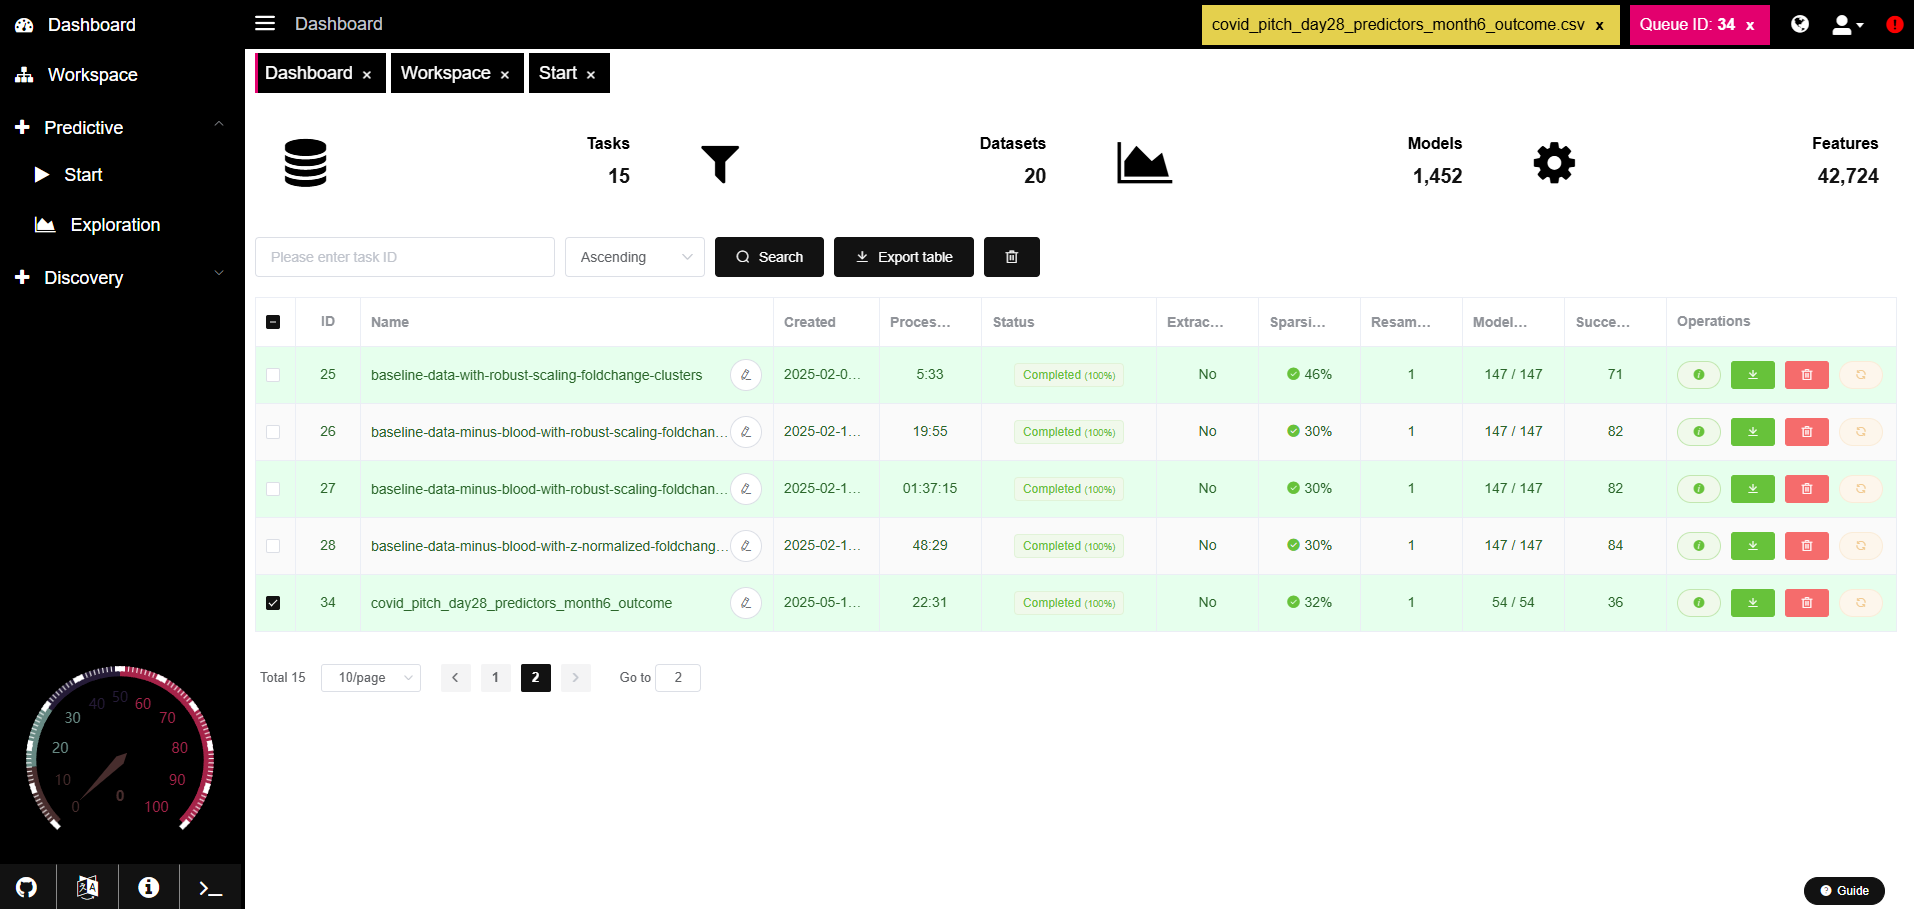 Dashboard
Workspace
Predictive
Start
Exploration
Discovery
Dashboard
covid_pitch_day28_predictors_month6_outcome.csv x
Queue ID: 34 x
Dashboard ×
Workspace ×
Start ×
Tasks
15
Datasets
20
Models
1,452
Features
42,724
Please enter task ID
Ascending
Search
Export table
ID Name Created Proces... Status Extrac... Sparsi... Resam... Model... Succe... Operations
25 baseline-data-with-robust-scaling-foldchange-clusters 2025-02-0... 5:33 Completed (100%) No 46% 1 147 / 147 71
26 baseline-data-minus-blood-with-robust-scaling-foldchan... 2025-02-1... 19:55 Completed (100%) No 30% 1 147 / 147 82
27 baseline-data-minus-blood-with-robust-scaling-foldchan... 2025-02-1... 01:37:15 Completed (100%) No 30% 1 147 / 147 82
28 baseline-data-minus-blood-with-z-normalized-foldchang... 2025-02-1... 48:29 Completed (100%) No 30% 1 147 / 147 84
34 covid_pitch_day28_predictors_month6_outcome 2025-05-1... 22:31 Completed (100%) No 32% 1 54 / 54 36
Total 15 10/page 1 2 Go to 2
0 10 20 30 40 50 60 70 80 90 100
0
Guide